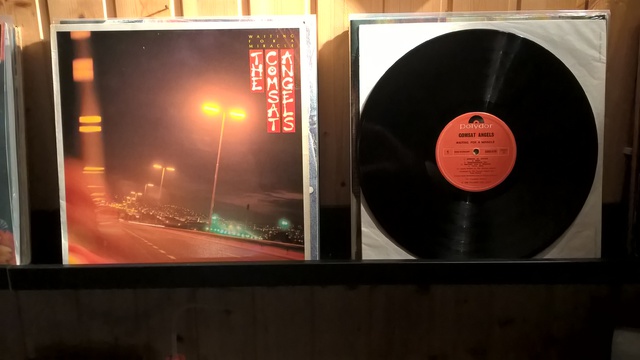 WAITING
FOR A
MIRACLE
THE
COMSAT
ANGELS
polydor
COMSAT ANGELS
WAITING FOR A MIRACLE